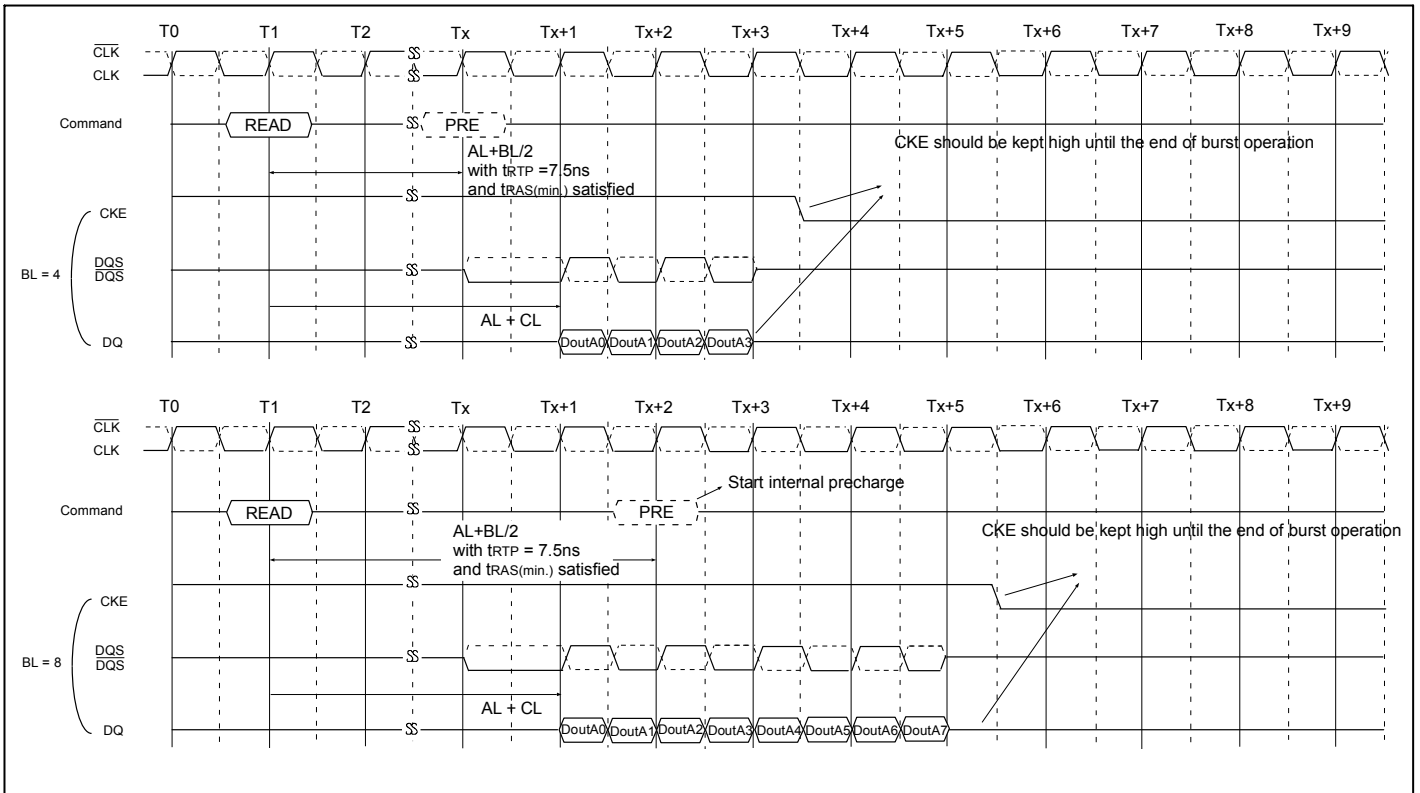 T0 T1 T2 Tx Tx+1 Tx+2 Tx+3 Tx+4 Tx+5 Tx+6 Tx+7 Tx+8 Tx+9
CLK
CLK
Command READ PRE
CKE should be kept high until the end of burst operation
AL+BL/2
with tRTP =7.5ns
and tRAS(min.) satisfied
CKE
BL = 4
DQS
DQS
AL + CL
DQ DoutA0 DoutA1 DoutA2 DoutA3
T0 T1 T2 Tx Tx+1 Tx+2 Tx+3 Tx+4 Tx+5 Tx+6 Tx+7 Tx+8 Tx+9
CLK
CLK
Start internal precharge
Command READ PRE
AL+BL/2
with tRTP = 7.5ns
and tRAS(min.) satisfied
CKE should be kept high until the end of burst operation
CKE
BL = 8
DQS
DQS
AL + CL
DQ DoutA0 DoutA1 DoutA2 DoutA3 DoutA4 DoutA5 DoutA6 DoutA7